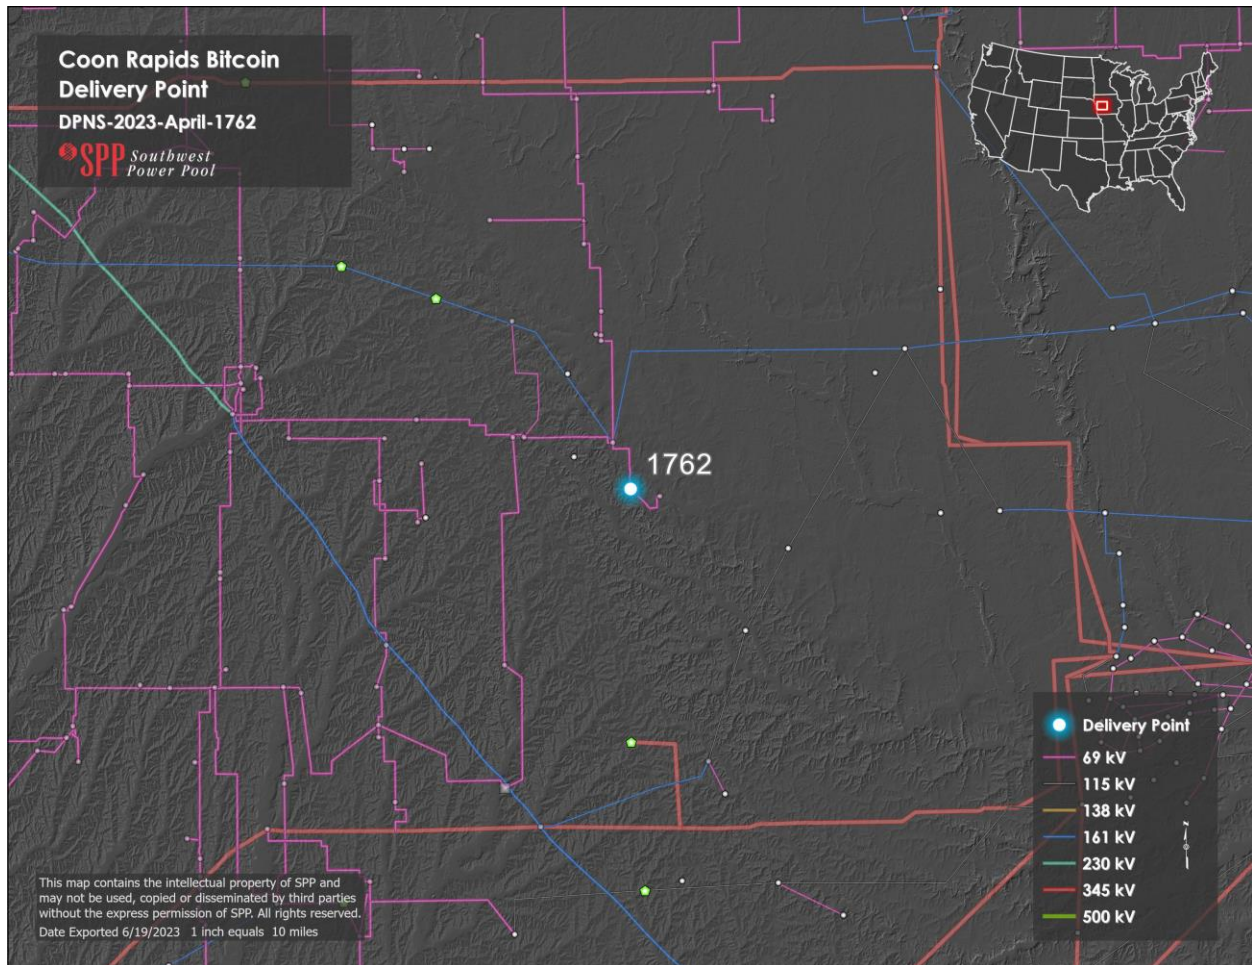 Coon Rapids Bitcoin
Delivery Point
DPNS-2023-April-1762
SPP Southwest
Power Pool
1762
Delivery Point
69 kV
115 kV
138 kV
161 kV
230 kV
345 kV
500 kV
This map contains the intellectual property of SPP and
may not be used, copied or disseminated by third parties
without the express permission of SPP. All rights reserved.
Date Exported 6/19/2023 1 inch equals 10 miles